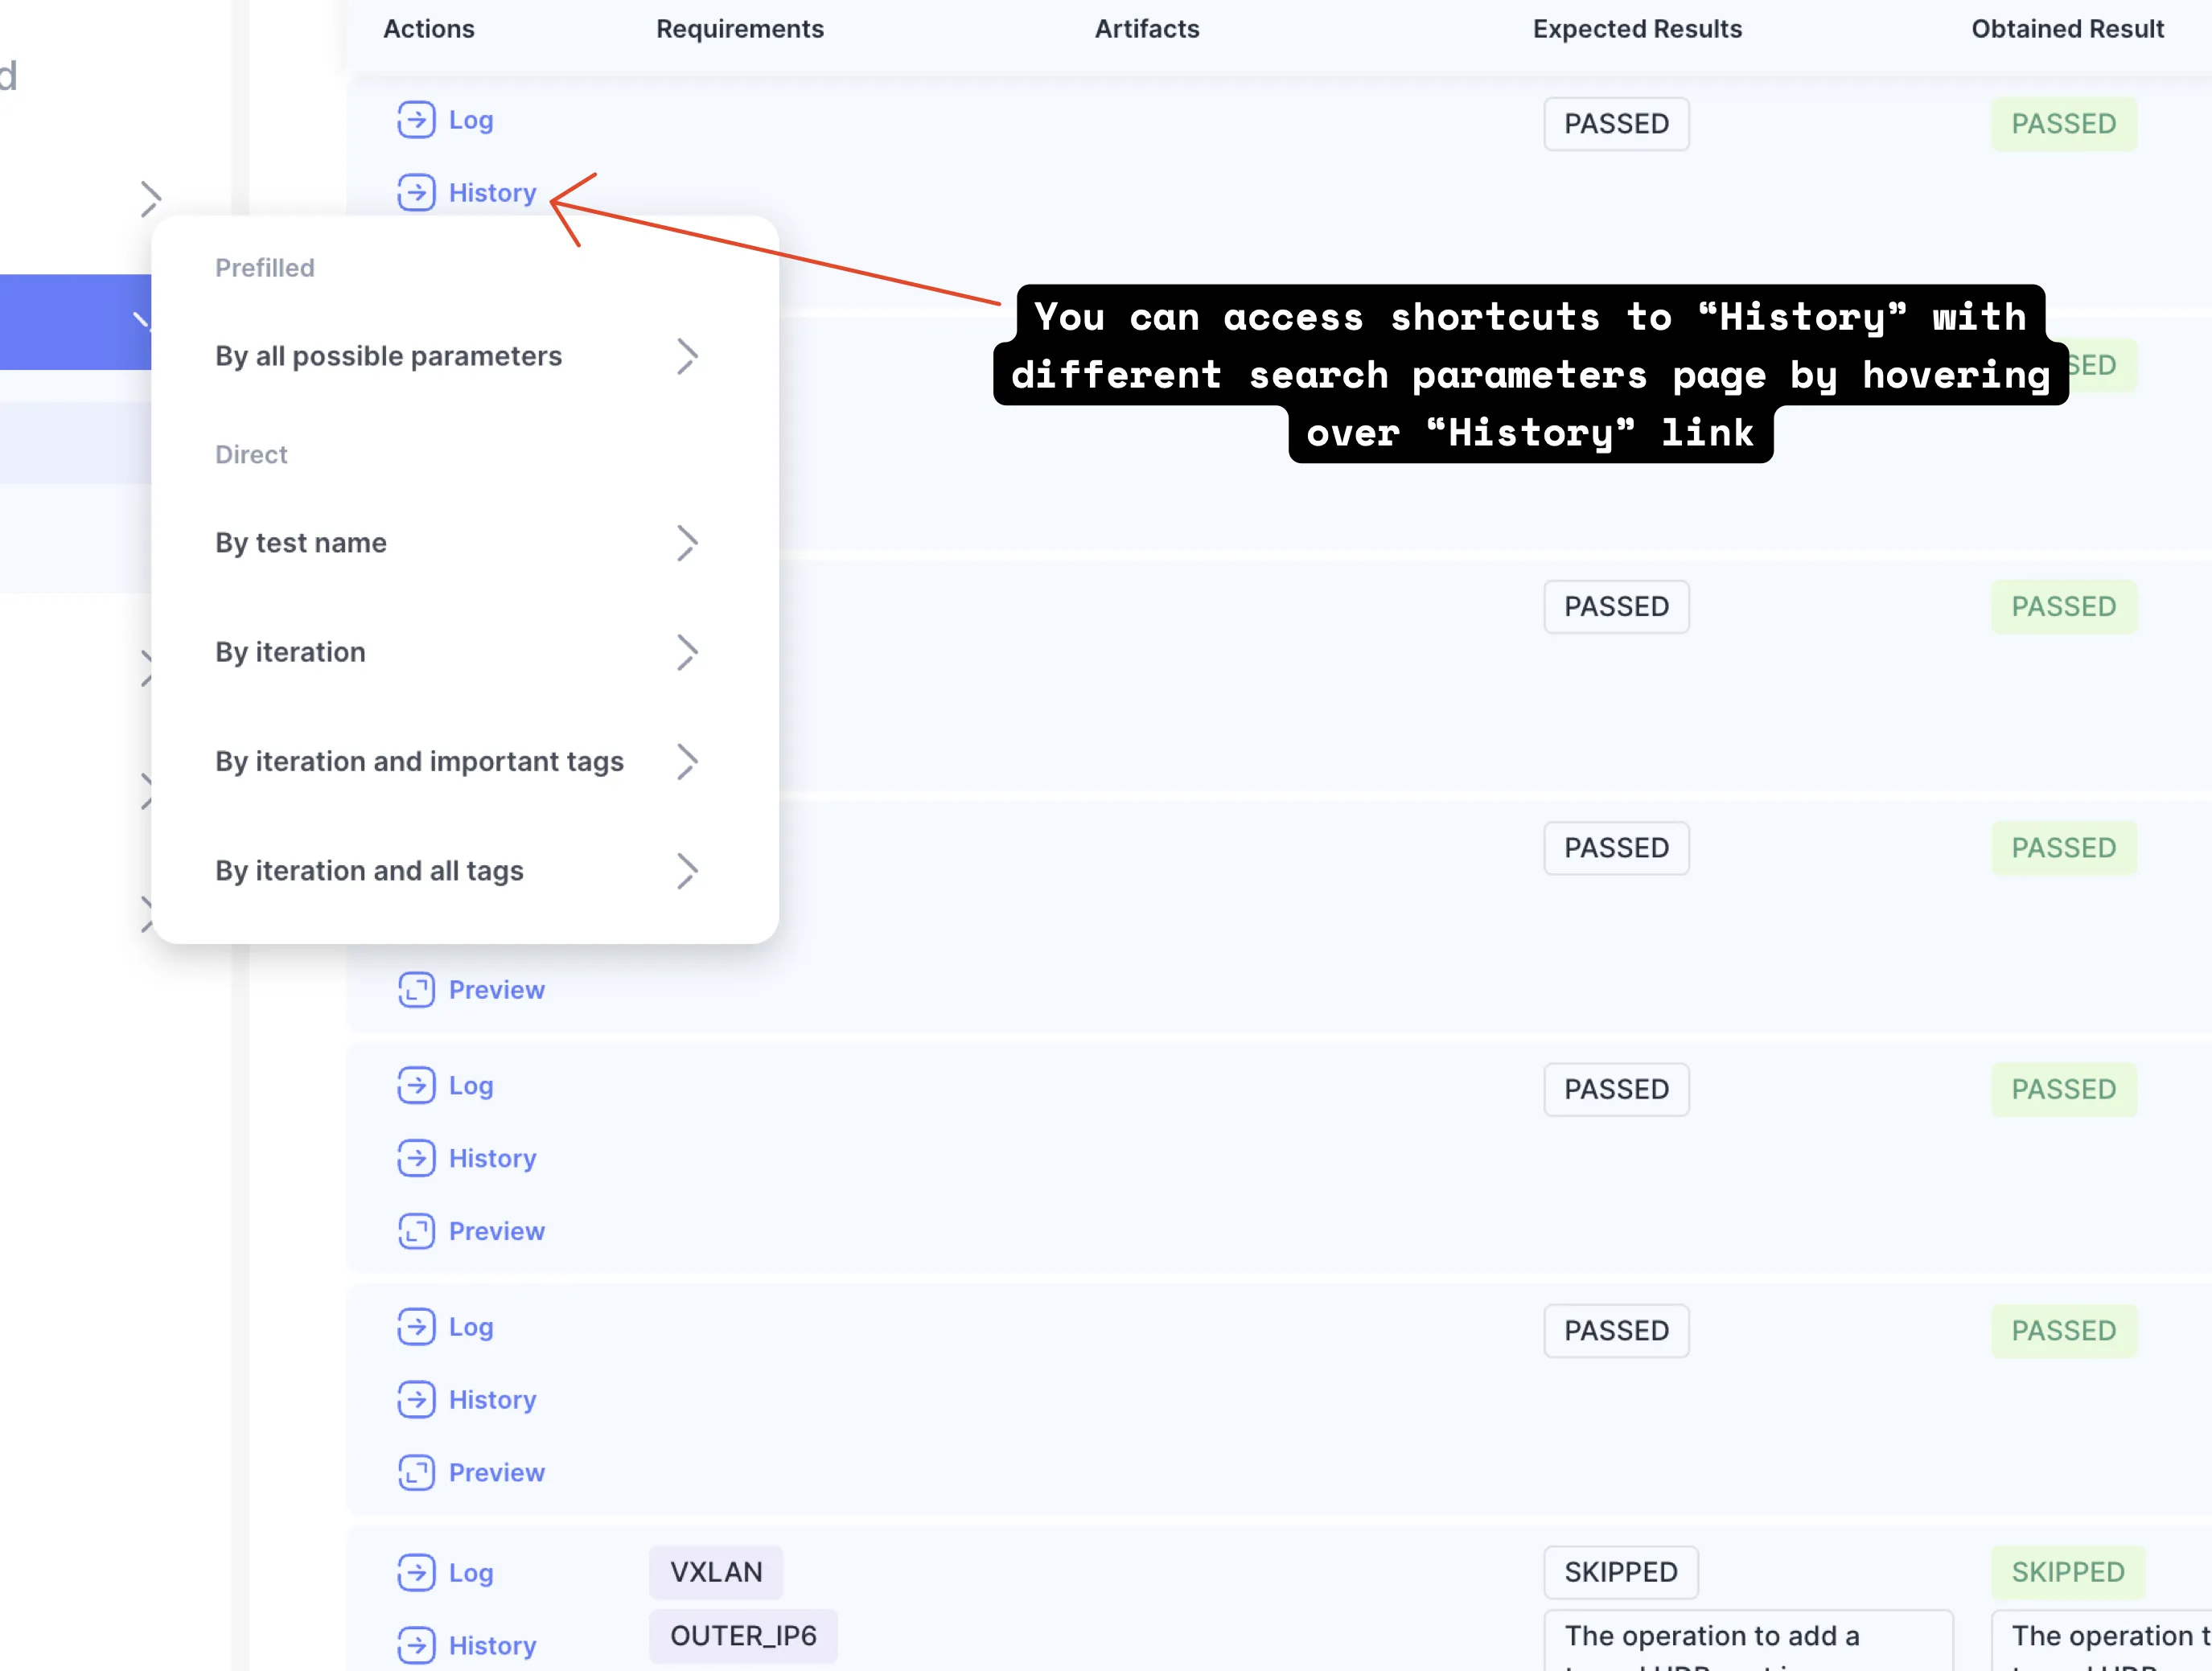 Actions Requirements Artifacts Expected Results Obtained Result
d
Log PASSED PASSED
History
Prefilled
You can access shortcuts to “History” with
By all possible parameters
different search parameters page by hovering
SED
over “History” link
Direct
By test name
PASSED PASSED
By iteration
By iteration and important tags
PASSED PASSED
By iteration and all tags
Preview
Log PASSED PASSED
History
Preview
Log PASSED PASSED
History
Preview
Log VXLAN SKIPPED SKIPPED
History OUTER_IP6 The operation to add a The operation t